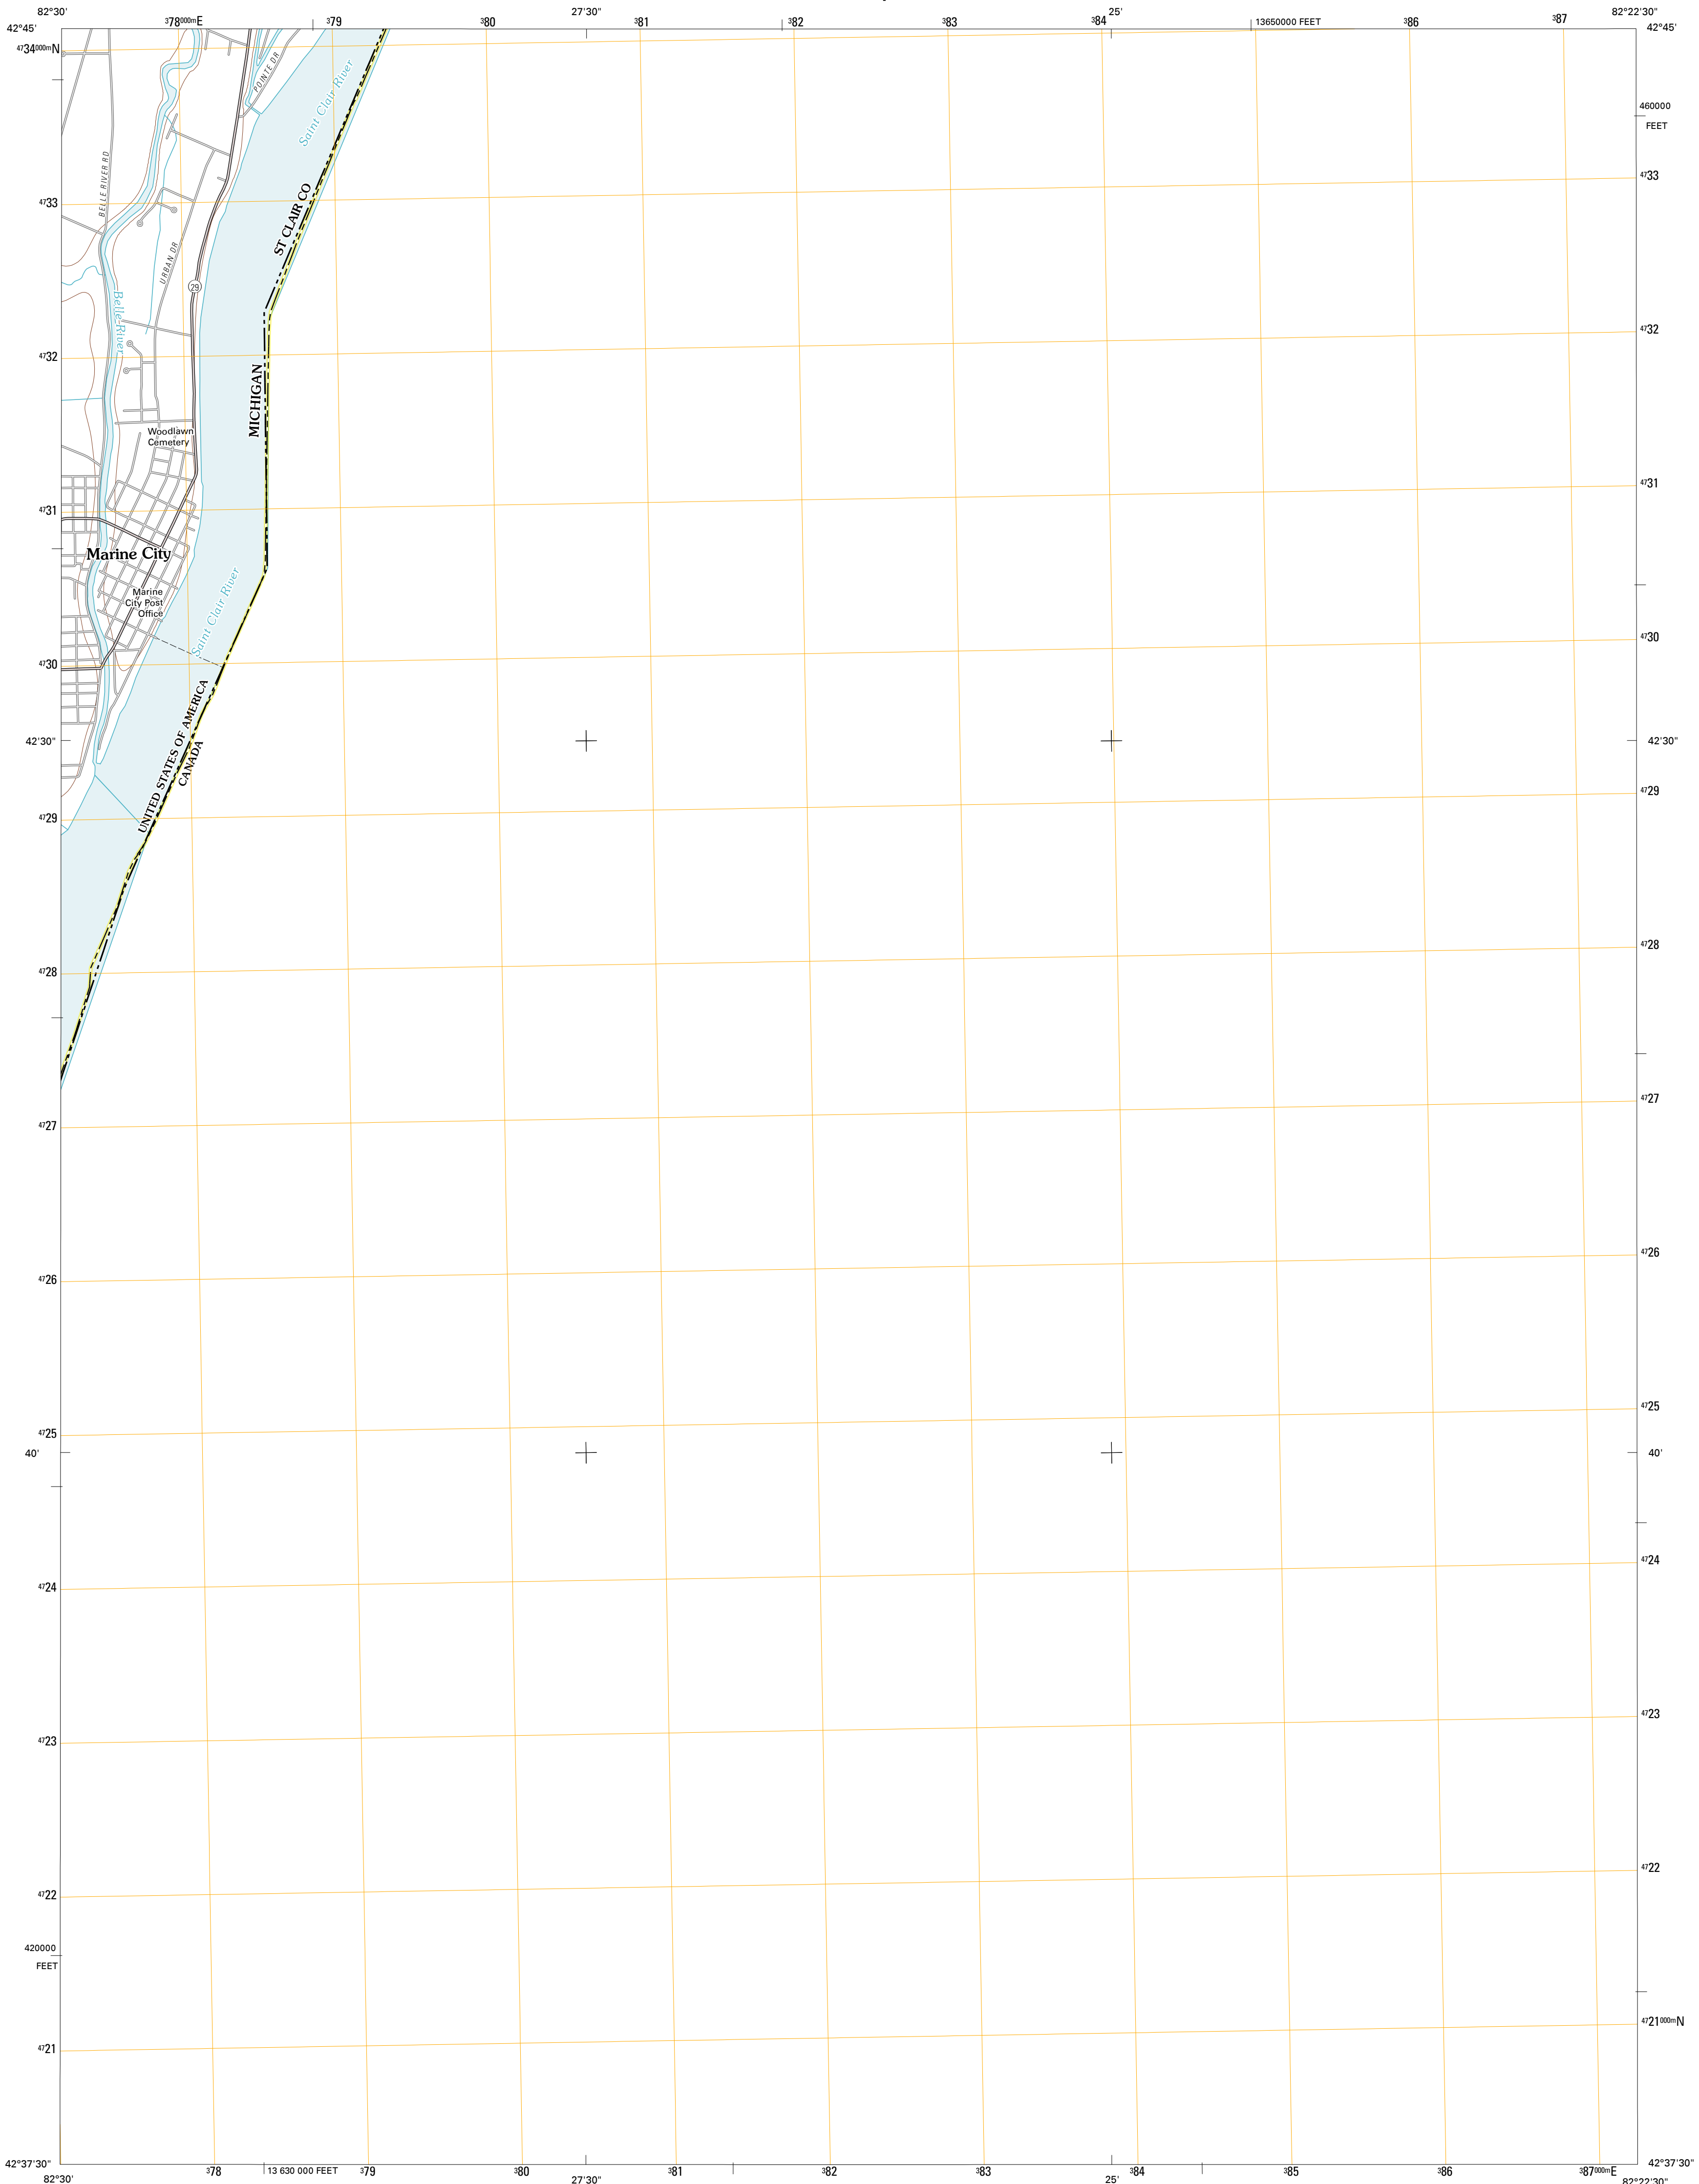 82°30'
³78⁰⁰⁰ᵐE
³79
³80
27'30"
³81
³82
³83
³84
25'
13650000 FEET
³86
³87
82°22'30"
42°45'
42°45'
⁴⁷34⁰⁰⁰ᵐN
POINTE DR
Saint Clair River
460000
FEET
BELLE RIVER RD
⁴⁷33
⁴⁷33
ST CLAIR CO
URBAN DR
29
Belle River
⁴⁷32
⁴⁷32
MICHIGAN
Woodlawn
Cemetery
⁴⁷31
⁴⁷31
Marine City
Marine
City Post
Office
Saint Clair River
⁴⁷30
⁴⁷30
UNITED STATES OF AMERICA
CANADA
42'30"
42'30"
⁴⁷29
⁴⁷29
⁴⁷28
⁴⁷28
⁴⁷27
⁴⁷27
⁴⁷26
⁴⁷26
⁴⁷25
⁴⁷25
40'
40'
⁴⁷24
⁴⁷24
⁴⁷23
⁴⁷23
⁴⁷22
⁴⁷22
420000
FEET
⁴⁷21
⁴⁷21⁰⁰⁰ᵐN
42°37'30"
42°37'30"
82°30'
³78
13 630 000 FEET
³79
³80
27'30"
³81
³82
³83
25'
³84
³85
³86
³87⁰⁰⁰ᵐE
82°22'30"